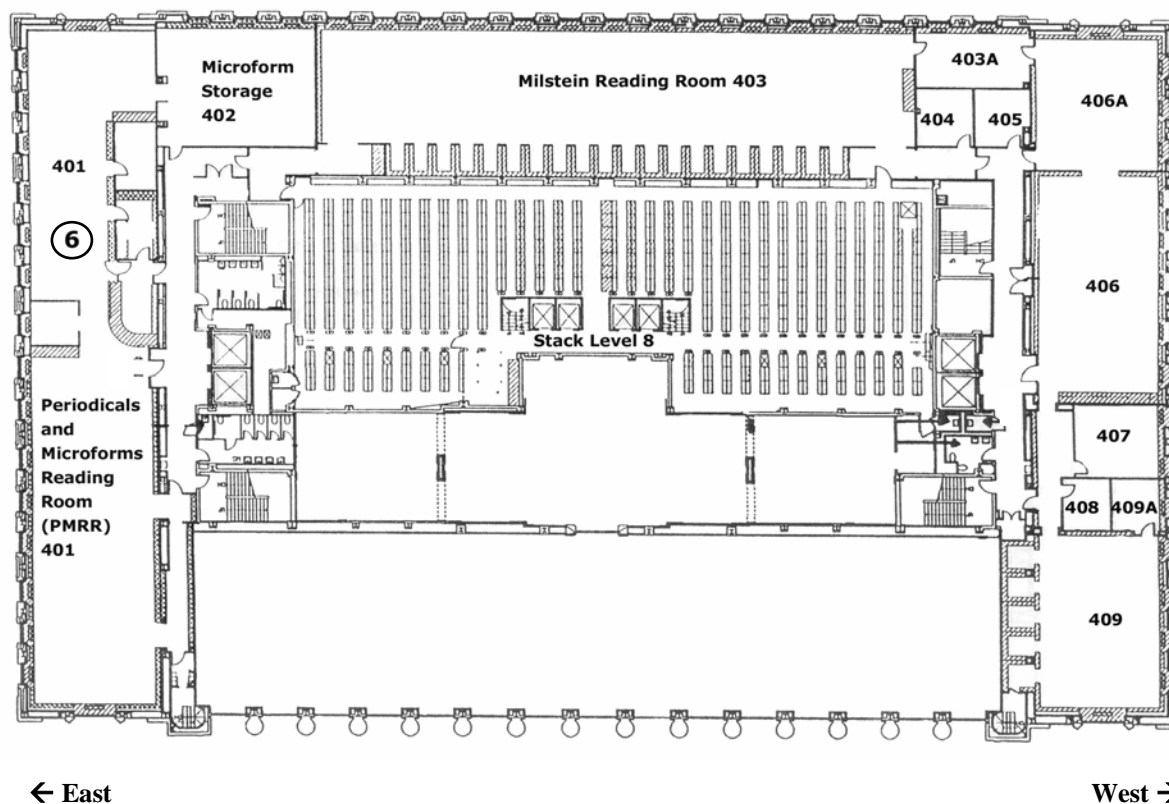 Microform
Storage
402
Milstein Reading Room 403
403A
404
405
406A
401
6
406
Stack Level 8
Periodicals
and
Microforms
Reading
Room
(PMRR)
401
407
408
409A
409
← East
West →